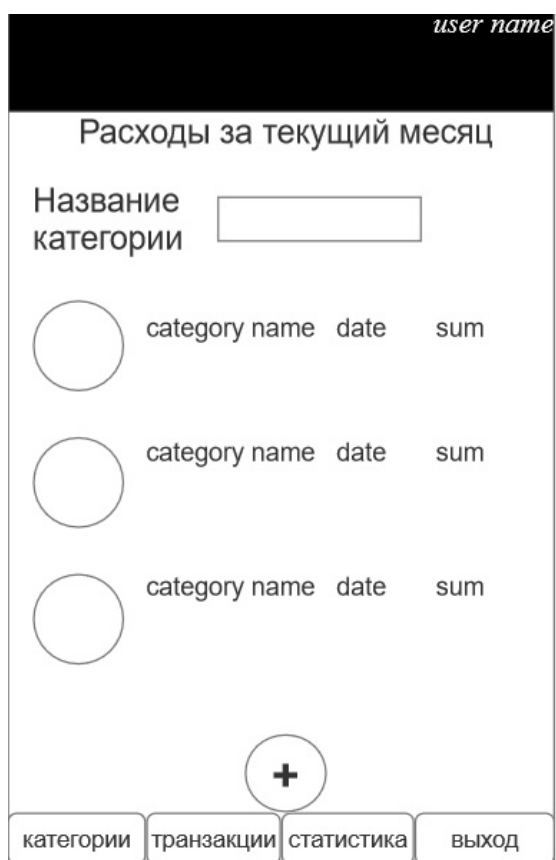 user name
Расходы за текущий месяц
Название
категории
category name date sum
category name date sum
category name date sum
+
категории транзакции статистика выход